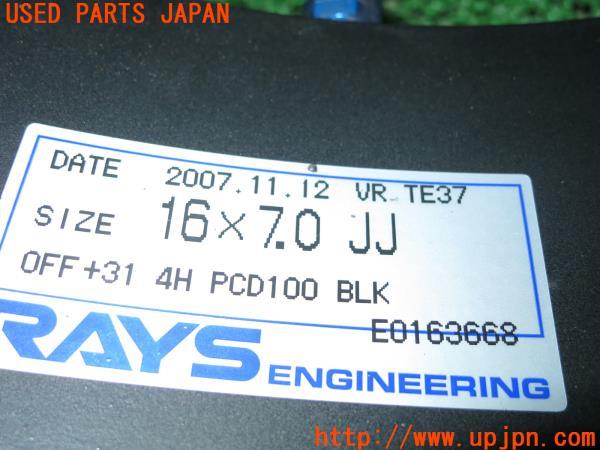 USED PARTS JAPAN
DATE 2007.11.12 VR TE37
SIZE 16×7.0 JJ
OFF+31 4H PCD100 BLK
E0163668
RAYS ENGINEERING
UPJ
http://www.upjpn.com/